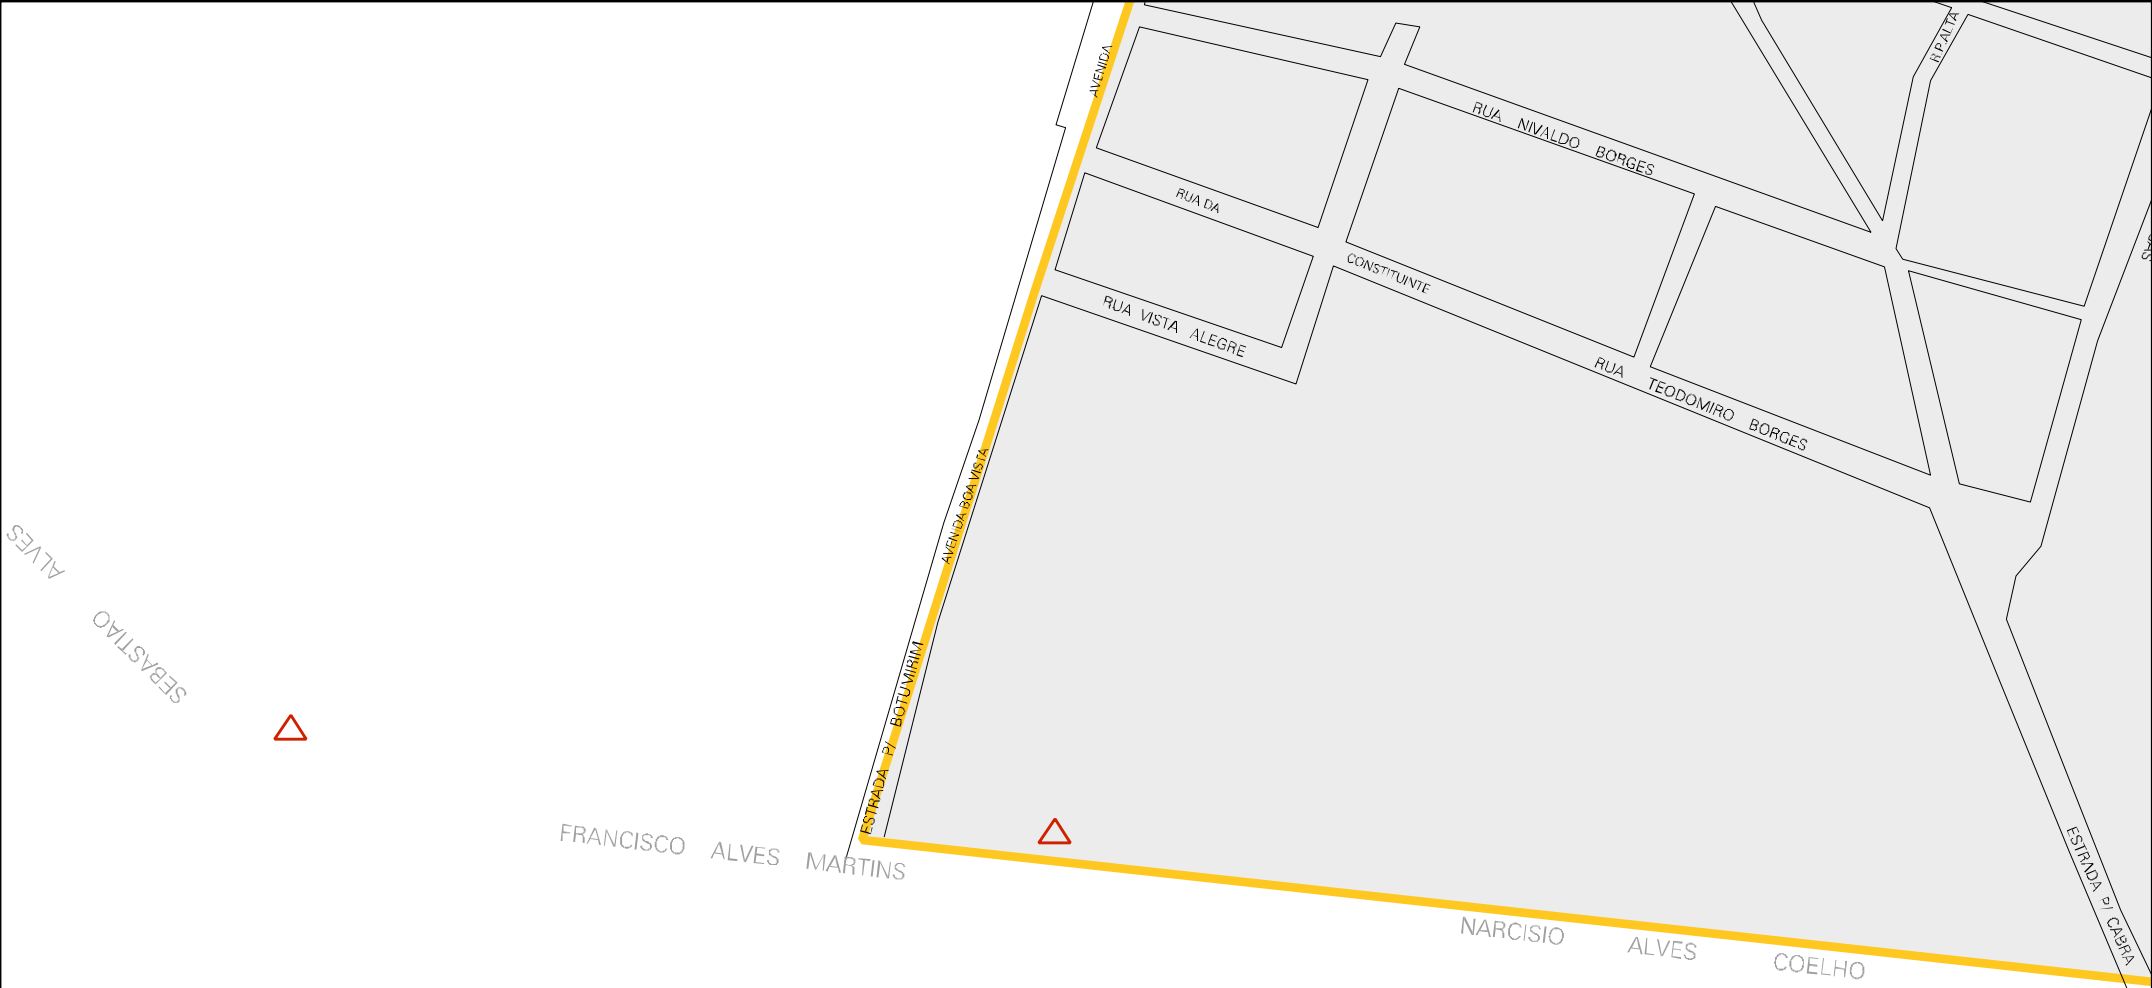 R.P.ALTA
AVENIDA
RUA NIVALDO BORGES
RUA DA
CONSTITUINTE
RUA VISTA ALEGRE
RUA TEODOMIRO BORGES
AVENIDA BOA VISTA
SEBASTIAO ALVES
ESTRADA P/ BOTUMIRIM
FRANCISCO ALVES MARTINS
NARCISIO ALVES COELHO
ESTRADA P/ CABRA